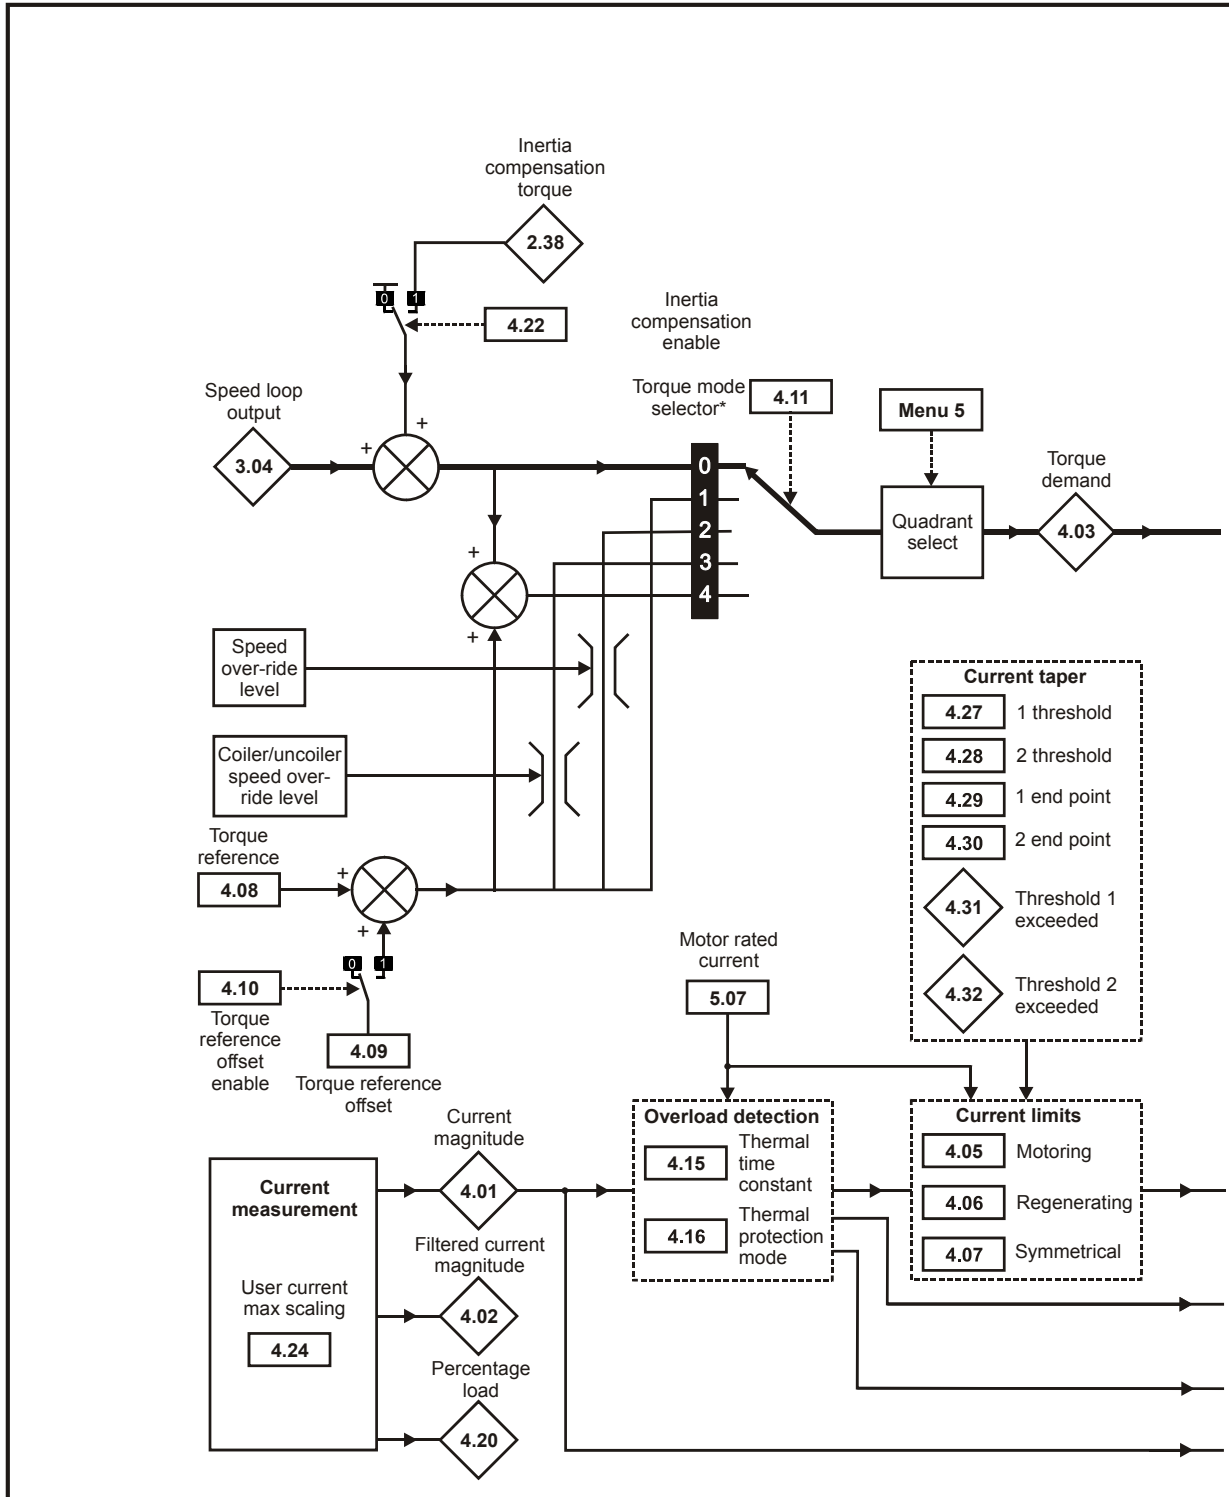 Inertia
compensation
torque
2.38
0 1
4.22
Inertia
compensation
enable
Speed loop
output
Torque mode
selector*
4.11
Menu 5
+
+
3.04
0
1
2
3
4
Torque
demand
Quadrant
select
4.03
+
+
Speed
over-ride
level
Coiler/uncoiler
speed over-
ride level
Current taper
4.27 1 threshold
4.28 2 threshold
4.29 1 end point
4.30 2 end point
4.31 Threshold 1
exceeded
4.32 Threshold 2
exceeded
Torque
reference
4.08
+
+
0 1
4.10
Torque
reference
offset
enable
4.09
Torque reference
offset
Motor rated
current
5.07
Current
measurement
User current
max scaling
4.24
Current
magnitude
4.01
Filtered current
magnitude
4.02
Percentage
load
4.20
Overload detection
4.15 Thermal
time
constant
4.16 Thermal
protection
mode
Current limits
4.05 Motoring
4.06 Regenerating
4.07 Symmetrical